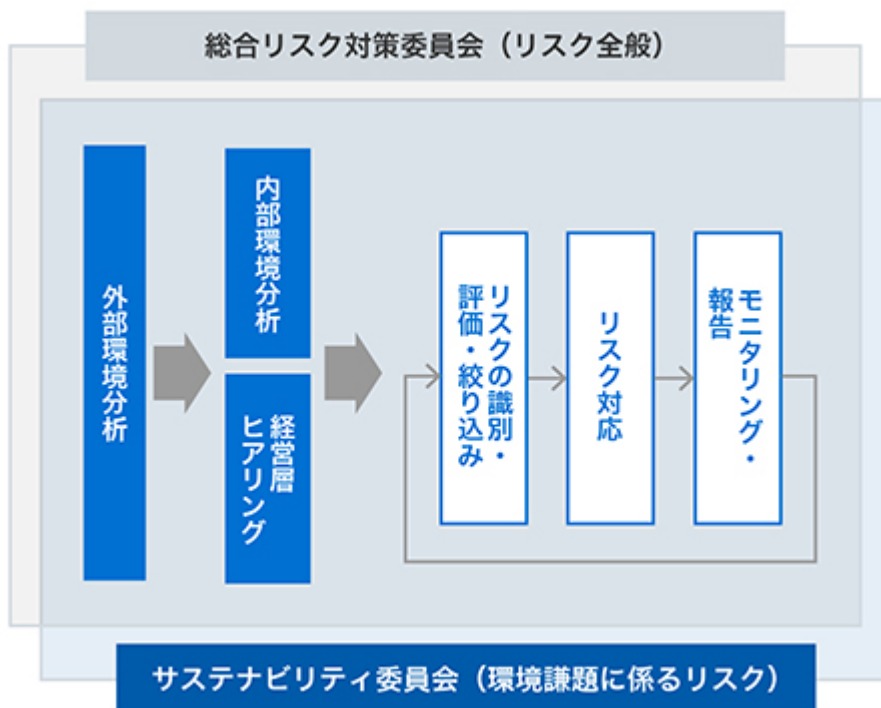 総合リスク対策委員会（リスク全般）
外部環境分析
内部環境分析
経営層
ヒアリング
リスクの識別・
評価・絞り込み
リスク対応
モニタリング・
報告
サステナビリティ委員会（環境謙題に係るリスク）